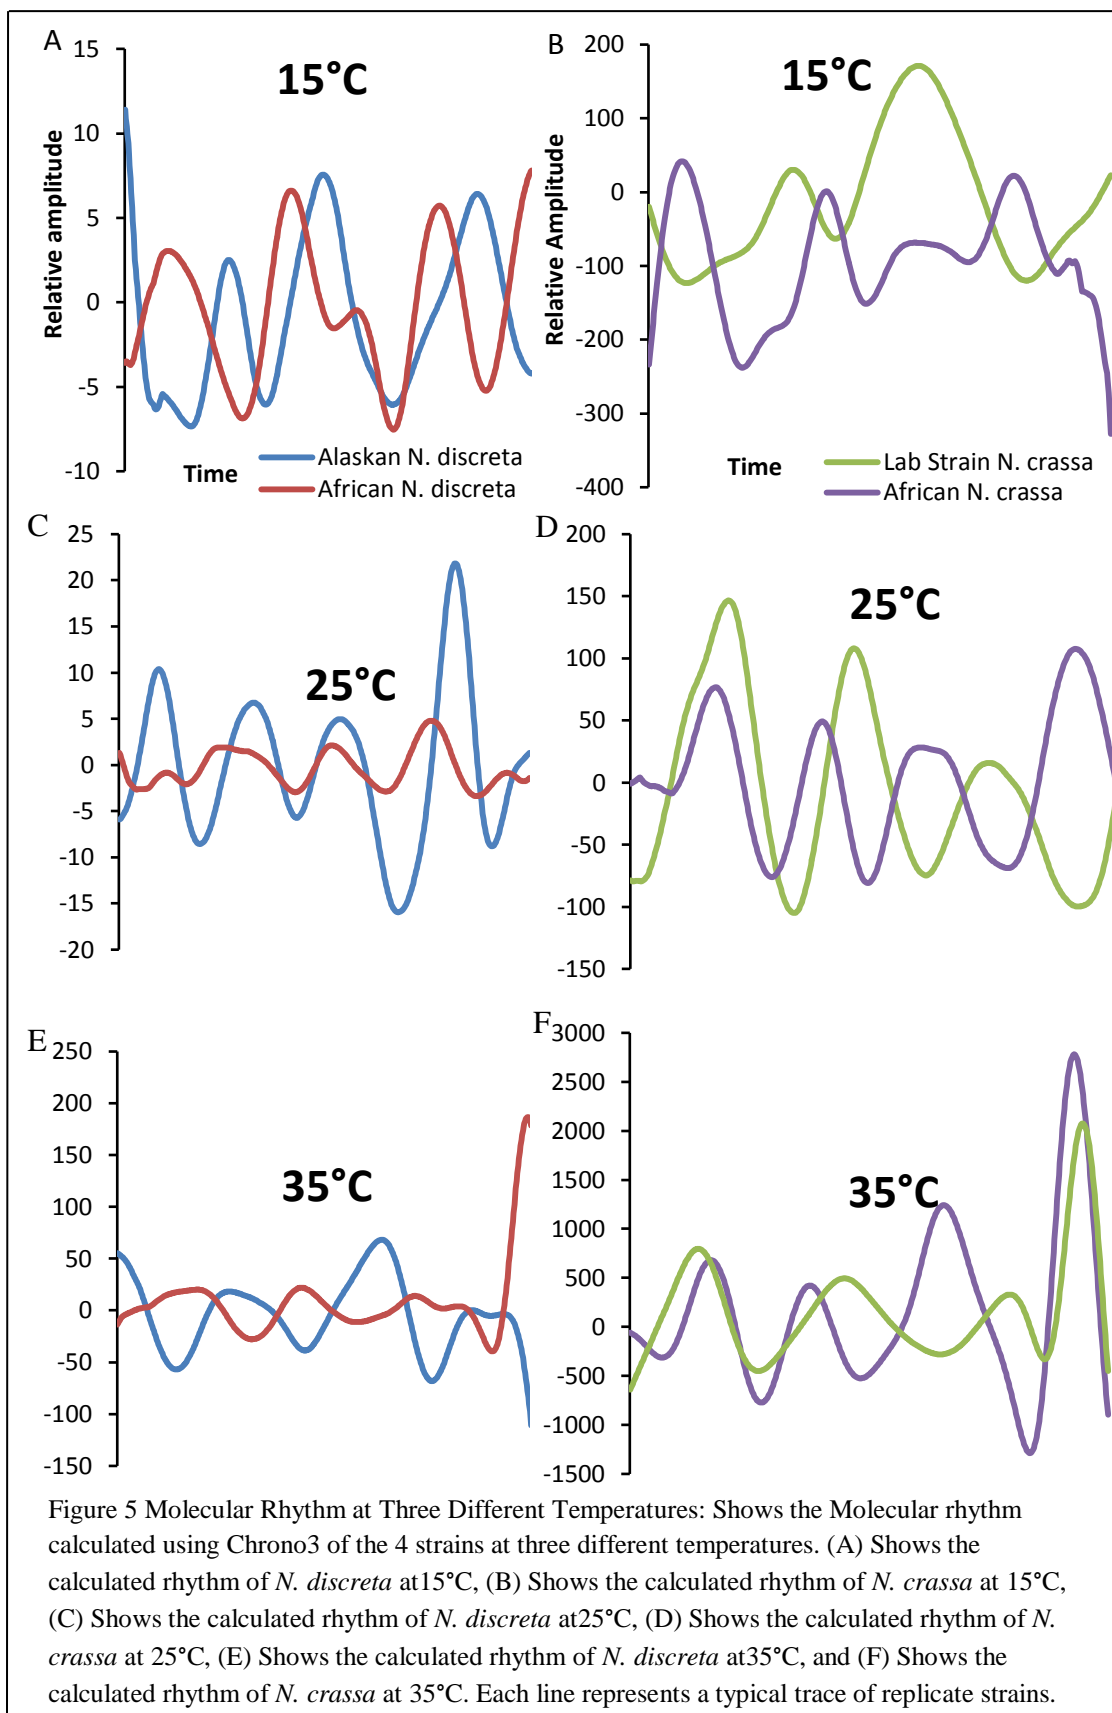 A
15°C
15
10
5
0
-5
-10
Relative amplitude
Time
Alaskan N. discreta
African N. discreta
B
15°C
200
100
0
-100
-200
-300
-400
Relative Amplitude
Time
Lab Strain N. crassa
African N. crassa
C
25°C
25
20
15
10
5
0
-5
-10
-15
-20
D
25°C
200
150
100
50
0
-50
-100
-150
E
35°C
250
200
150
100
50
0
-50
-100
-150
F
35°C
3000
2500
2000
1500
1000
500
0
-500
-1000
-1500
Figure 5 Molecular Rhythm at Three Different Temperatures: Shows the Molecular rhythm
calculated using Chrono3 of the 4 strains at three different temperatures. (A) Shows the
calculated rhythm of N. discreta at15°C, (B) Shows the calculated rhythm of N. crassa at 15°C,
(C) Shows the calculated rhythm of N. discreta at25°C, (D) Shows the calculated rhythm of N.
crassa at 25°C, (E) Shows the calculated rhythm of N. discreta at35°C, and (F) Shows the
calculated rhythm of N. crassa at 35°C. Each line represents a typical trace of replicate strains.